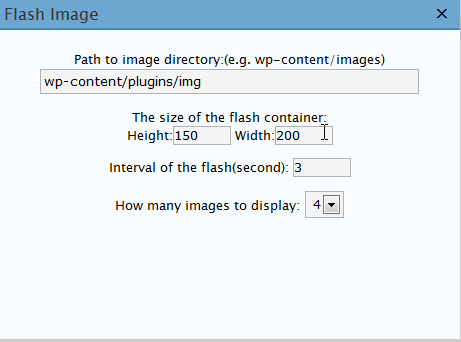 Flash Image
Path to image directory:(e.g. wp-content/images)
wp-content/plugins/img
The size of the flash container:
Height:150 Width:200
Interval of the flash(second): 3
How many images to display: 4